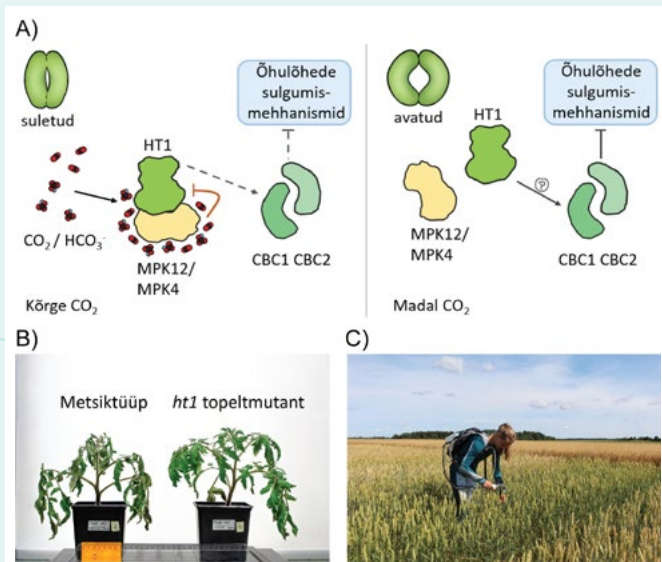 A)
Õhulõhede
sulgumis-
mehhanismid
suletud
HT1
CO₂ / HCO₃⁻
MPK12/
MPK4
CBC1 CBC2
Kõrge CO₂
Õhulõhede
sulgumis-
mehhanismid
avatud
HT1
P
MPK12/
MPK4
CBC1 CBC2
Madal CO₂
B)
Metsiktüüp
ht1 topeltmutant
C)